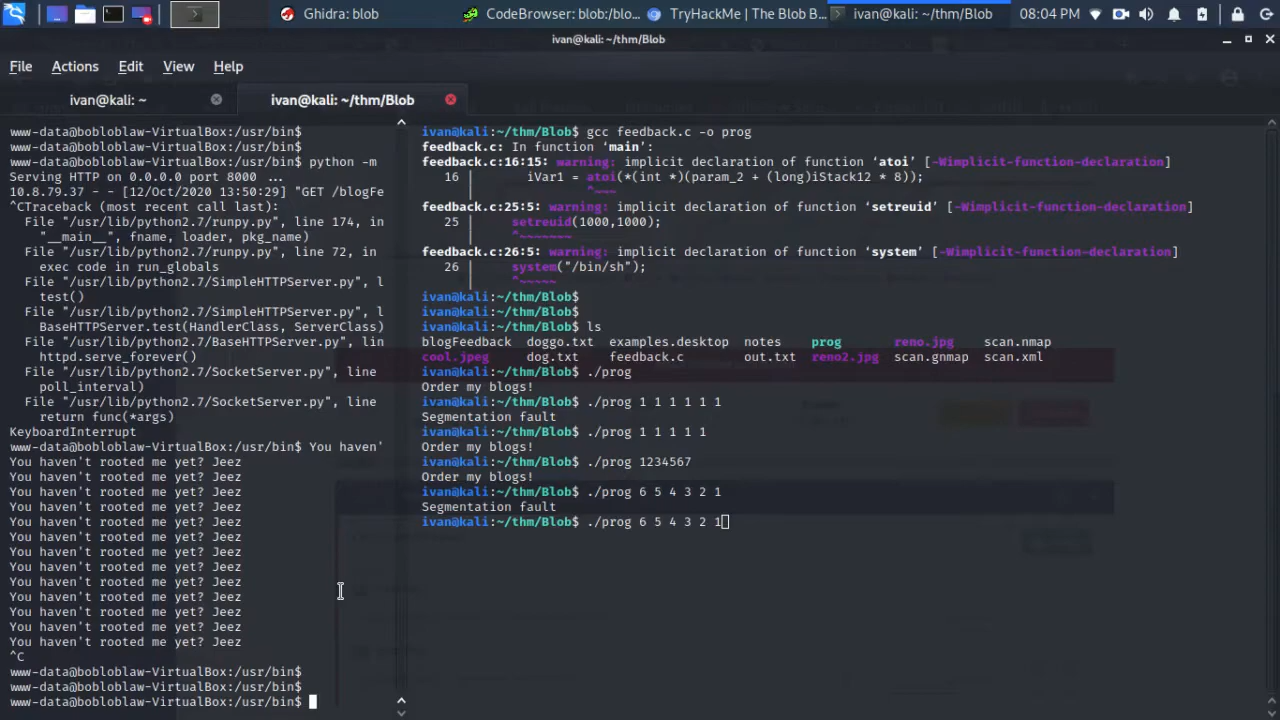 Ghidra: blob
CodeBrowser: blob:/blo...
TryHackMe | The Blob B...
ivan@kali: ~/thm/Blob
08:04 PM
ivan@kali: ~/thm/Blob
File Actions Edit View Help
ivan@kali: ~
ivan@kali: ~/thm/Blob
www-data@bobloblaw-VirtualBox:/usr/bin$
www-data@bobloblaw-VirtualBox:/usr/bin$
www-data@bobloblaw-VirtualBox:/usr/bin$ python -m
Serving HTTP on 0.0.0.0 port 8000 ...
10.8.79.37 - - [12/Oct/2020 13:50:29] "GET /blogFe
^CTraceback (most recent call last):
File "/usr/lib/python2.7/runpy.py", line 174, in
"__main__", fname, loader, pkg_name)
File "/usr/lib/python2.7/runpy.py", line 72, in
exec code in run_globals
File "/usr/lib/python2.7/SimpleHTTPServer.py", l
test()
File "/usr/lib/python2.7/SimpleHTTPServer.py", l
BaseHTTPServer.test(HandlerClass, ServerClass)
File "/usr/lib/python2.7/BaseHTTPServer.py", lin
httpd.serve_forever()
File "/usr/lib/python2.7/SocketServer.py", line
poll_interval)
File "/usr/lib/python2.7/SocketServer.py", line
return func(*args)
KeyboardInterrupt
www-data@bobloblaw-VirtualBox:/usr/bin$ You haven'
You haven't rooted me yet? Jeez
You haven't rooted me yet? Jeez
You haven't rooted me yet? Jeez
You haven't rooted me yet? Jeez
You haven't rooted me yet? Jeez
You haven't rooted me yet? Jeez
You haven't rooted me yet? Jeez
You haven't rooted me yet? Jeez
You haven't rooted me yet? Jeez
You haven't rooted me yet? Jeez
You haven't rooted me yet? Jeez
You haven't rooted me yet? Jeez
You haven't rooted me yet? Jeez
^C
www-data@bobloblaw-VirtualBox:/usr/bin$
www-data@bobloblaw-VirtualBox:/usr/bin$
www-data@bobloblaw-VirtualBox:/usr/bin$
ivan@kali:~/thm/Blob$ gcc feedback.c -o prog
feedback.c: In function ‘main’:
feedback.c:16:15: warning: implicit declaration of function ‘atoi’ [-Wimplicit-function-declaration]
16 | iVar1 = atoi(*(int *)(param_2 + (long)iStack12 * 8));
| ^~~~
feedback.c:25:5: warning: implicit declaration of function ‘setreuid’ [-Wimplicit-function-declaration]
25 | setreuid(1000,1000);
| ^~~~~~~~
feedback.c:26:5: warning: implicit declaration of function ‘system’ [-Wimplicit-function-declaration]
26 | system("/bin/sh");
| ^~~~~~
ivan@kali:~/thm/Blob$
ivan@kali:~/thm/Blob$
ivan@kali:~/thm/Blob$ ls
blogFeedback doggo.txt examples.desktop notes prog reno.jpg scan.nmap
cool.jpeg dog.txt feedback.c out.txt reno2.jpg scan.gnmap scan.xml
ivan@kali:~/thm/Blob$ ./prog
Order my blogs!
ivan@kali:~/thm/Blob$ ./prog 1 1 1 1 1 1
Segmentation fault
ivan@kali:~/thm/Blob$ ./prog 1 1 1 1 1
Order my blogs!
ivan@kali:~/thm/Blob$ ./prog 1234567
Order my blogs!
ivan@kali:~/thm/Blob$ ./prog 6 5 4 3 2 1
Segmentation fault
ivan@kali:~/thm/Blob$ ./prog 6 5 4 3 2 1